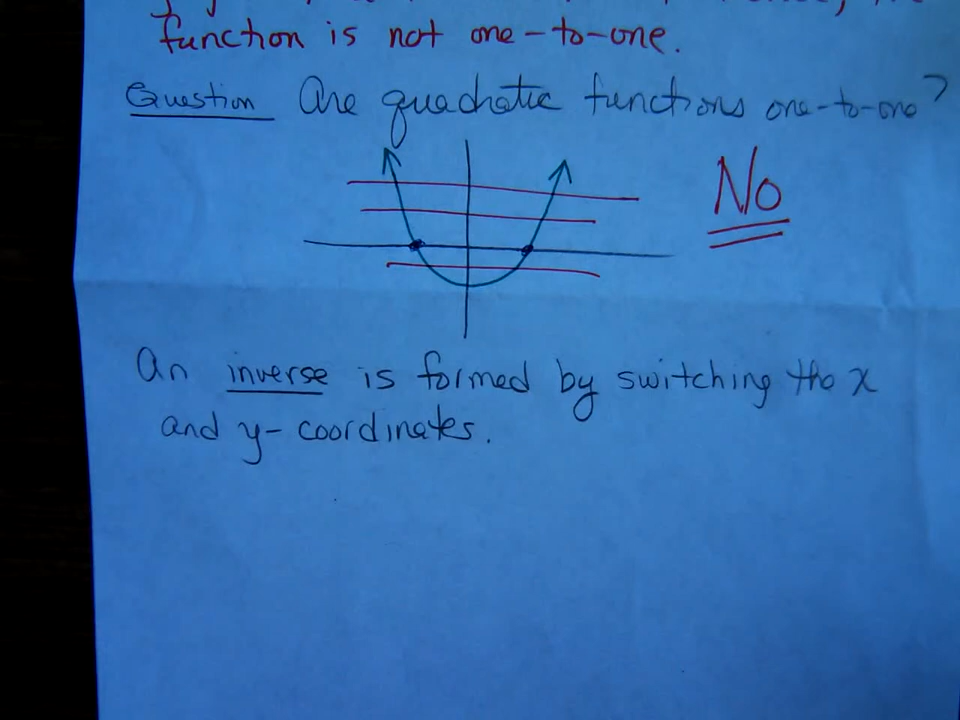 function is not one-to-one.
Question Are quadratic functions one-to-one?
No
An inverse is formed by switching the x
and y-coordinates.